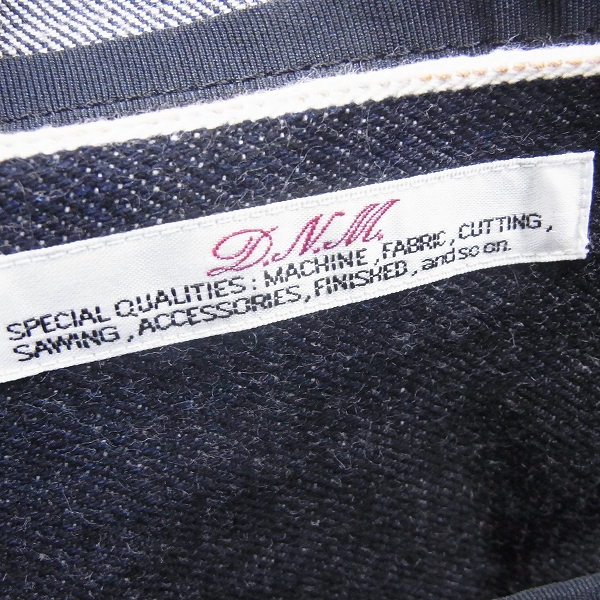 D.N.M.
SPECIAL QUALITIES: MACHINE, FABRIC, CUTTING,
SAWING, ACCESSORIES, FINISHED, and so on.